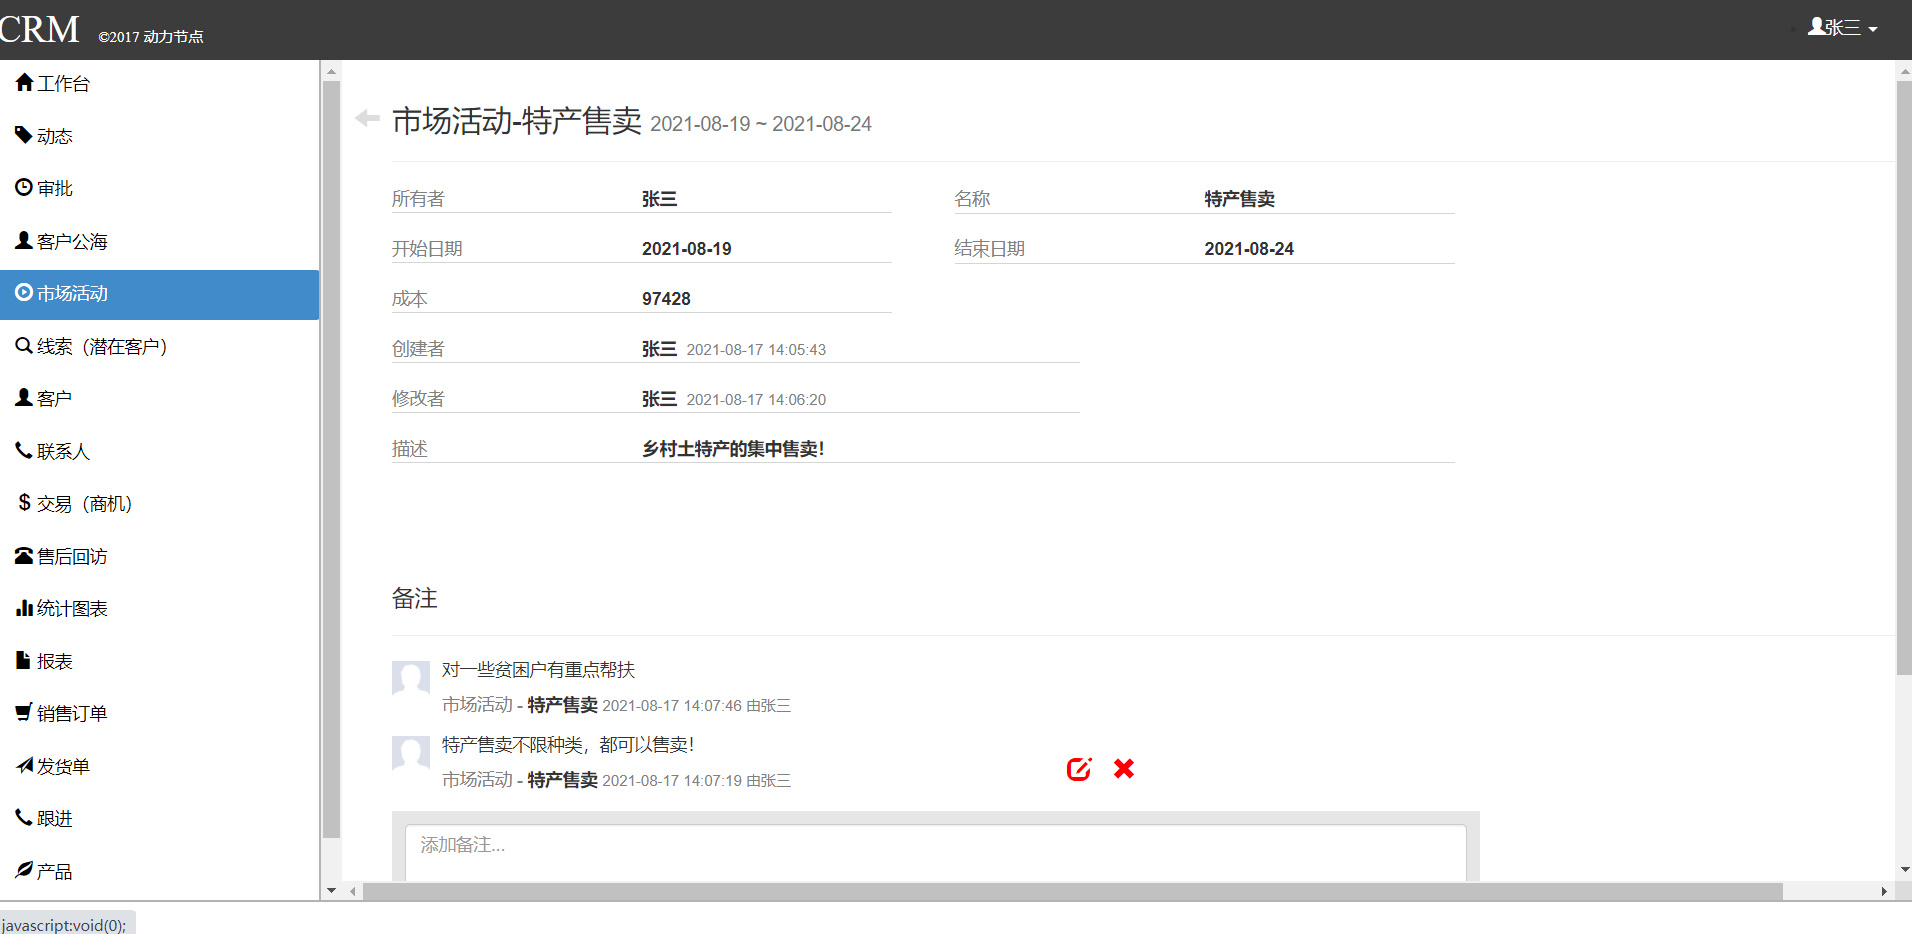 CRM ©2017 动力节点
张三
工作台
动态
审批
客户公海
市场活动
线索（潜在客户）
客户
联系人
交易（商机）
售后回访
统计图表
报表
销售订单
发货单
跟进
产品
市场活动-特产售卖 2021-08-19 ~ 2021-08-24
所有者 张三 名称 特产售卖
开始日期 2021-08-19 结束日期 2021-08-24
成本 97428
创建者 张三 2021-08-17 14:05:43
修改者 张三 2021-08-17 14:06:20
描述 乡村土特产的集中售卖！
备注
对一些贫困户有重点帮扶
市场活动 - 特产售卖 2021-08-17 14:07:46 由张三
特产售卖不限种类，都可以售卖！
市场活动 - 特产售卖 2021-08-17 14:07:19 由张三
添加备注...
javascript:void(0);